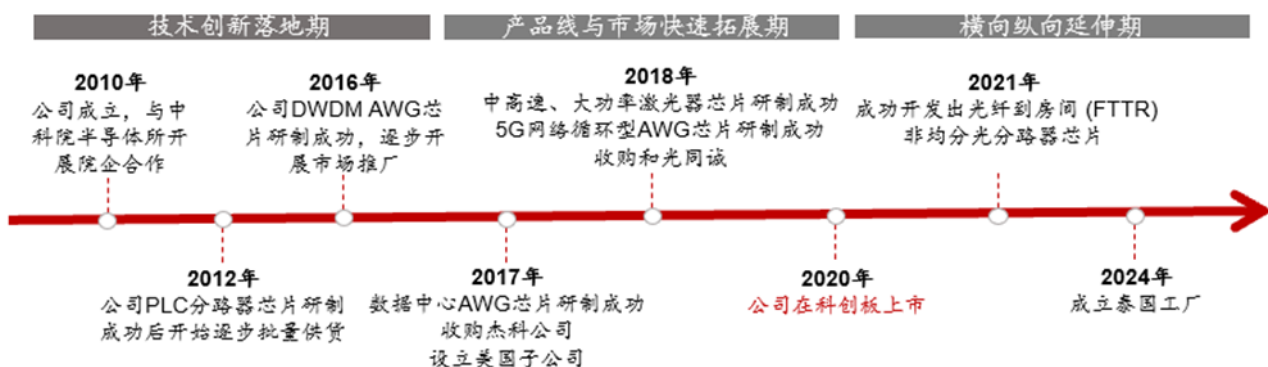 技术创新落地期
产品线与市场快速拓展期
横向纵向延伸期
2010年
公司成立，与中
科院半导体所开
展院企合作
2016年
公司DWDM AWG芯
片研制成功，逐步开
展市场推广
2018年
中高速、大功率激光器芯片研制成功
5G网络循环型AWG芯片研制成功
收购和光同诚
2021年
成功开发出光纤到房间 (FTTR)
非均分光分路器芯片
2012年
公司PLC分路器芯片研制
成功后开始逐步批量供货
2017年
数据中心AWG芯片研制成功
收购杰科公司
设立美国子公司
2020年
公司在科创板上市
2024年
成立泰国工厂